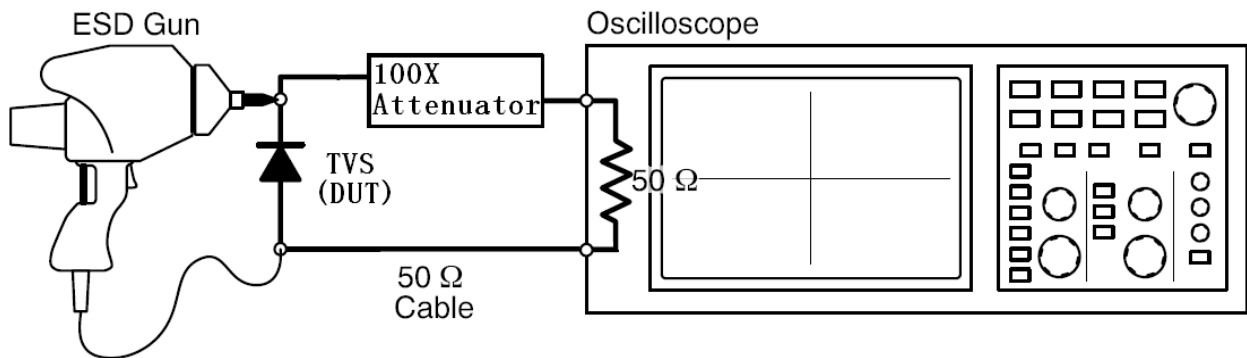 ESD Gun
Oscilloscope
100X
Attenuator
TVS
(DUT)
50 Ω
50 Ω
Cable